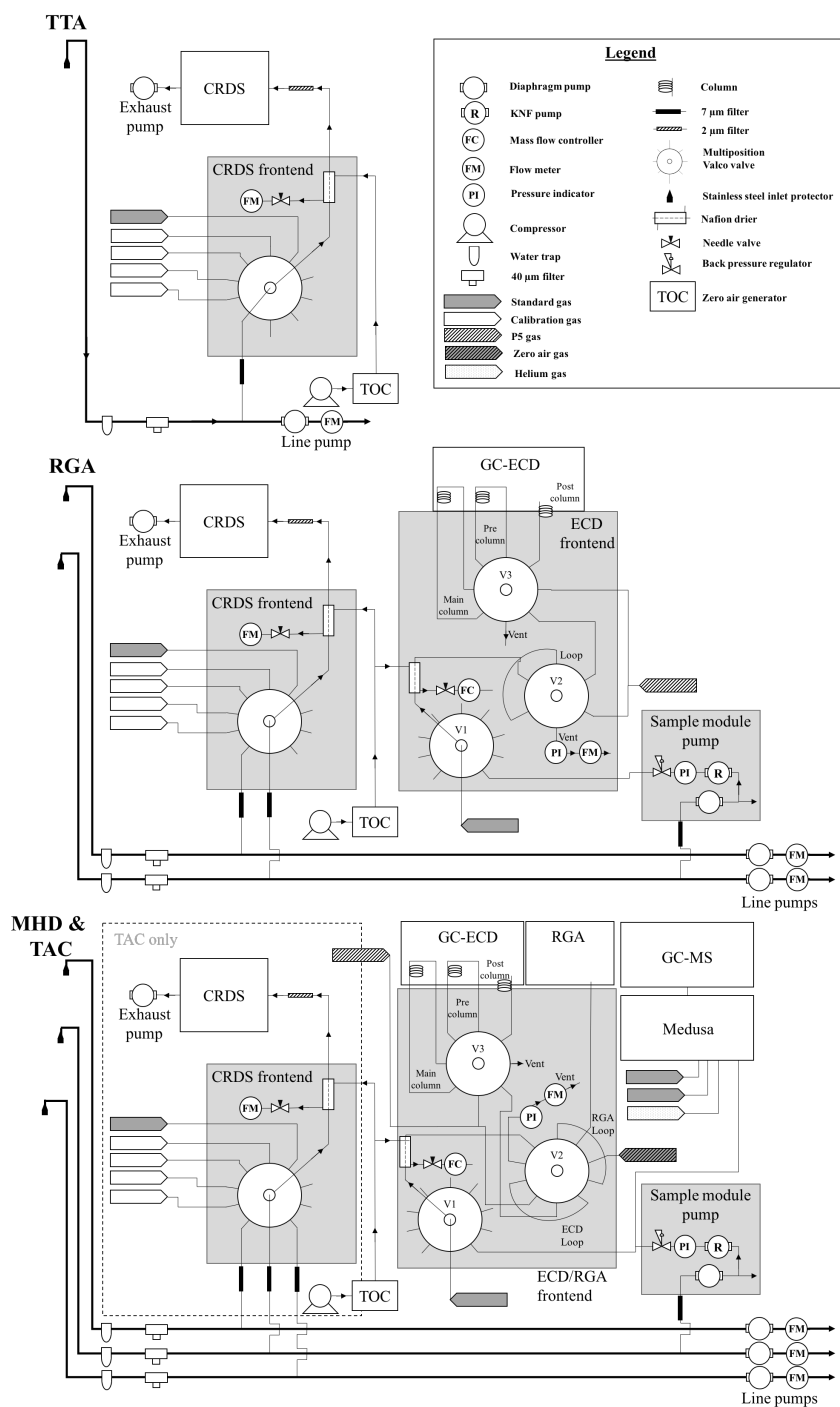 TTA
CRDS
Exhaust
pump
CRDS frontend
FM
TOC
FM
Line pump
Legend
Diaphragm pump
R
KNF pump
FC
Mass flow controller
FM
Flow meter
PI
Pressure indicator
Compressor
Water trap
40 μm filter
Standard gas
Calibration gas
P5 gas
Zero air gas
Helium gas
Column
7 μm filter
2 μm filter
Multiposition
Valco valve
Stainless steel inlet protector
Nafion drier
Needle valve
Back pressure regulator
TOC
Zero air generator
RGA
CRDS
Exhaust
pump
CRDS frontend
FM
TOC
GC-ECD
Post
column
ECD
frontend
Pre
column
V3
Main
column
Vent
Loop
V2
FC
V1
Vent
PI
FM
Sample module
pump
PI
R
FM
FM
Line pumps
MHD &
TAC
TAC only
CRDS
Exhaust
pump
CRDS frontend
FM
TOC
GC-ECD
RGA
Post
column
Pre
column
V3
Vent
Main
column
Vent
FM
PI
RGA
Loop
V2
FC
V1
ECD
Loop
ECD/RGA
frontend
GC-MS
Medusa
Sample module
pump
PI
R
FM
FM
FM
Line pumps